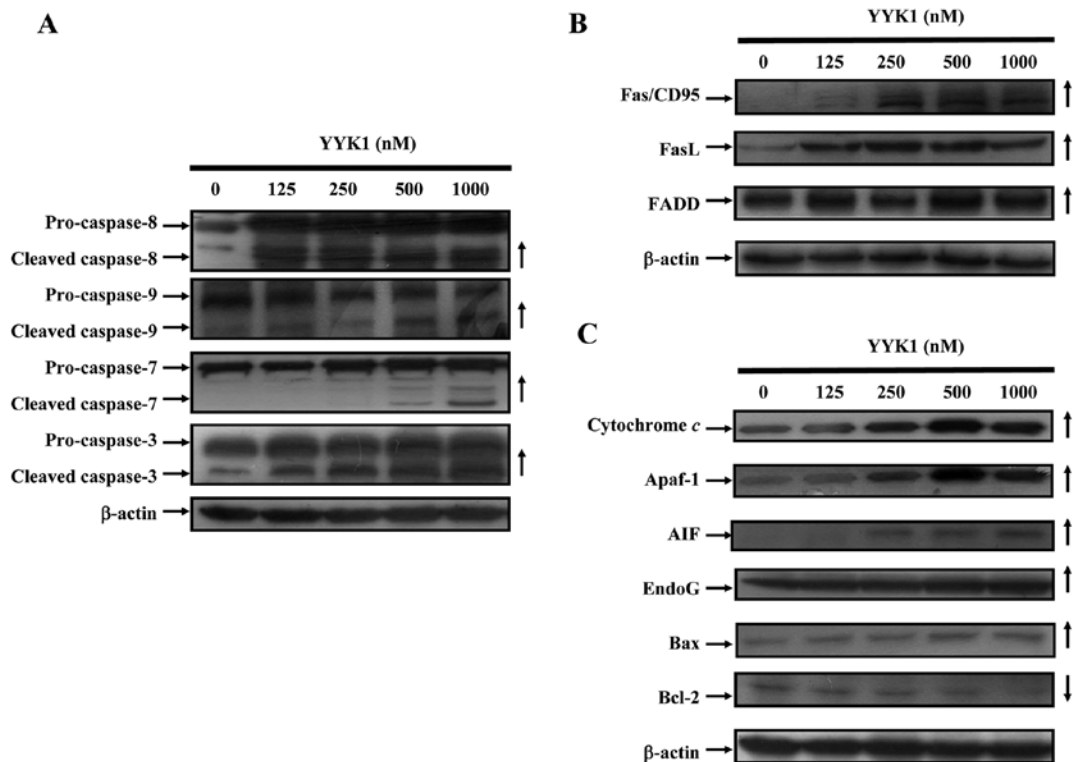 A
YYK1 (nM)
0 125 250 500 1000
Pro-caspase-8
Cleaved caspase-8
Pro-caspase-9
Cleaved caspase-9
Pro-caspase-7
Cleaved caspase-7
Pro-caspase-3
Cleaved caspase-3
β-actin
B
YYK1 (nM)
0 125 250 500 1000
Fas/CD95
FasL
FADD
β-actin
C
YYK1 (nM)
0 125 250 500 1000
Cytochrome c
Apaf-1
AIF
EndoG
Bax
Bcl-2
β-actin